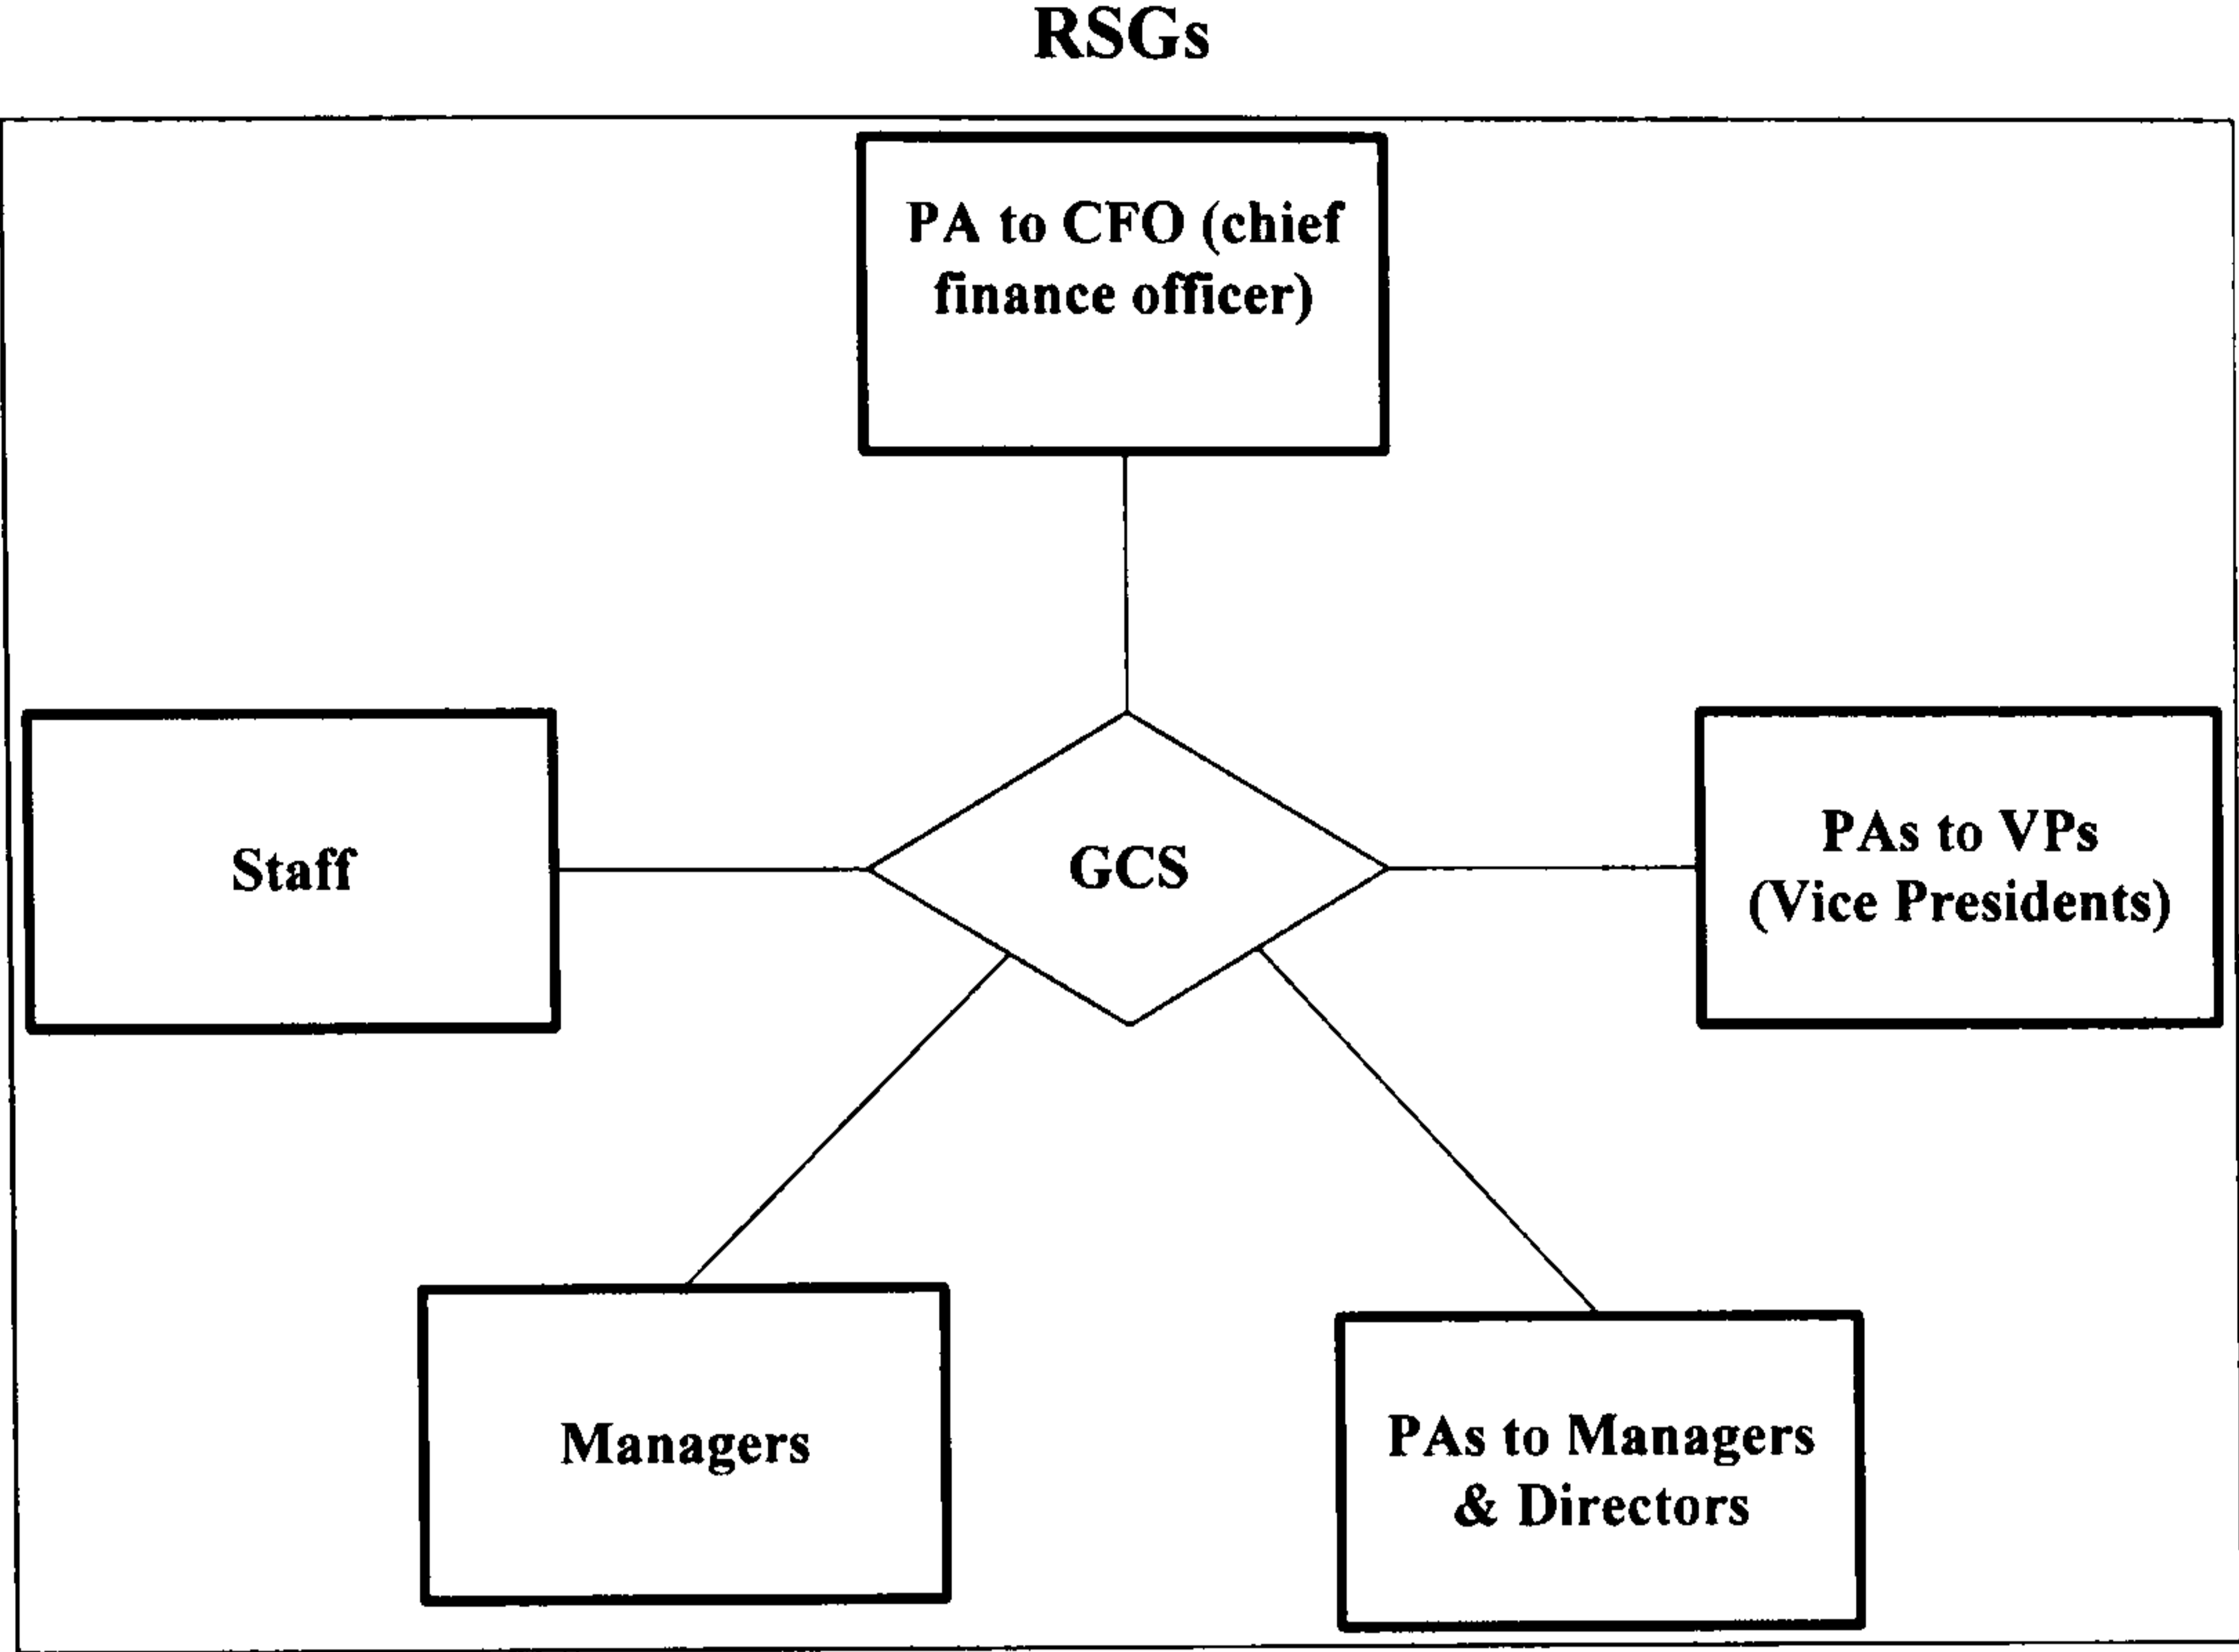 RSGs
PA to CFO (chief
finance officer)
Staff
GCS
PAs to VPs
(Vice Presidents)
Managers
PAs to Managers
& Directors